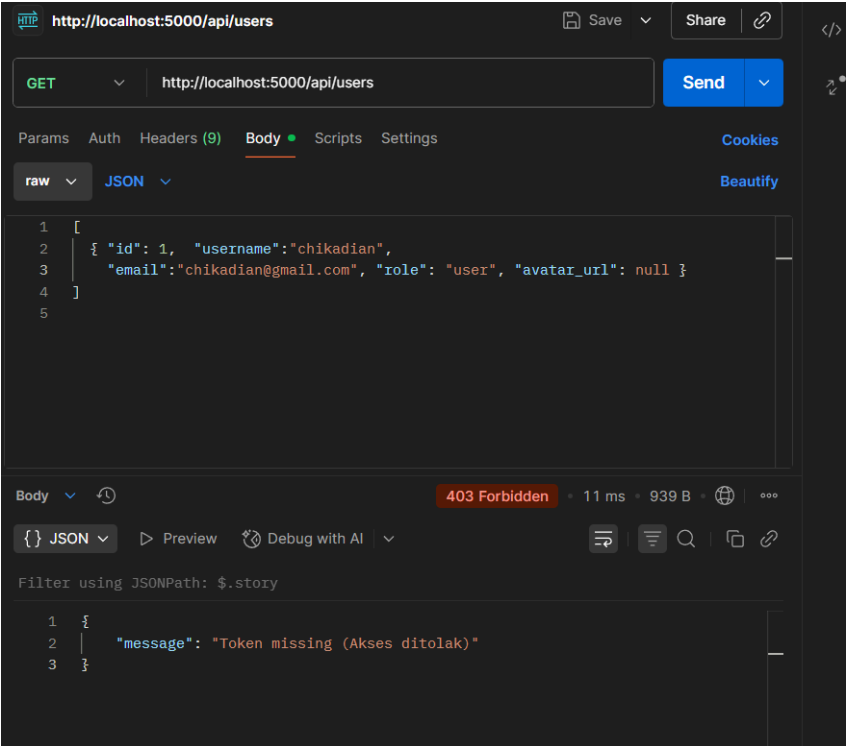 HTTP http://localhost:5000/api/users Save Share
GET http://localhost:5000/api/users Send
Params Auth Headers (9) Body Scripts Settings Cookies
raw JSON Beautify
1 [
2 { "id": 1,  "username":"chikadian",
3 "email":"chikadian@gmail.com", "role": "user", "avatar_url": null }
4 ]
5
Body 403 Forbidden 11 ms 939 B
{} JSON Preview Debug with AI
Filter using JSONPath: $.story
1 {
2 "message": "Token missing (Akses ditolak)"
3 }